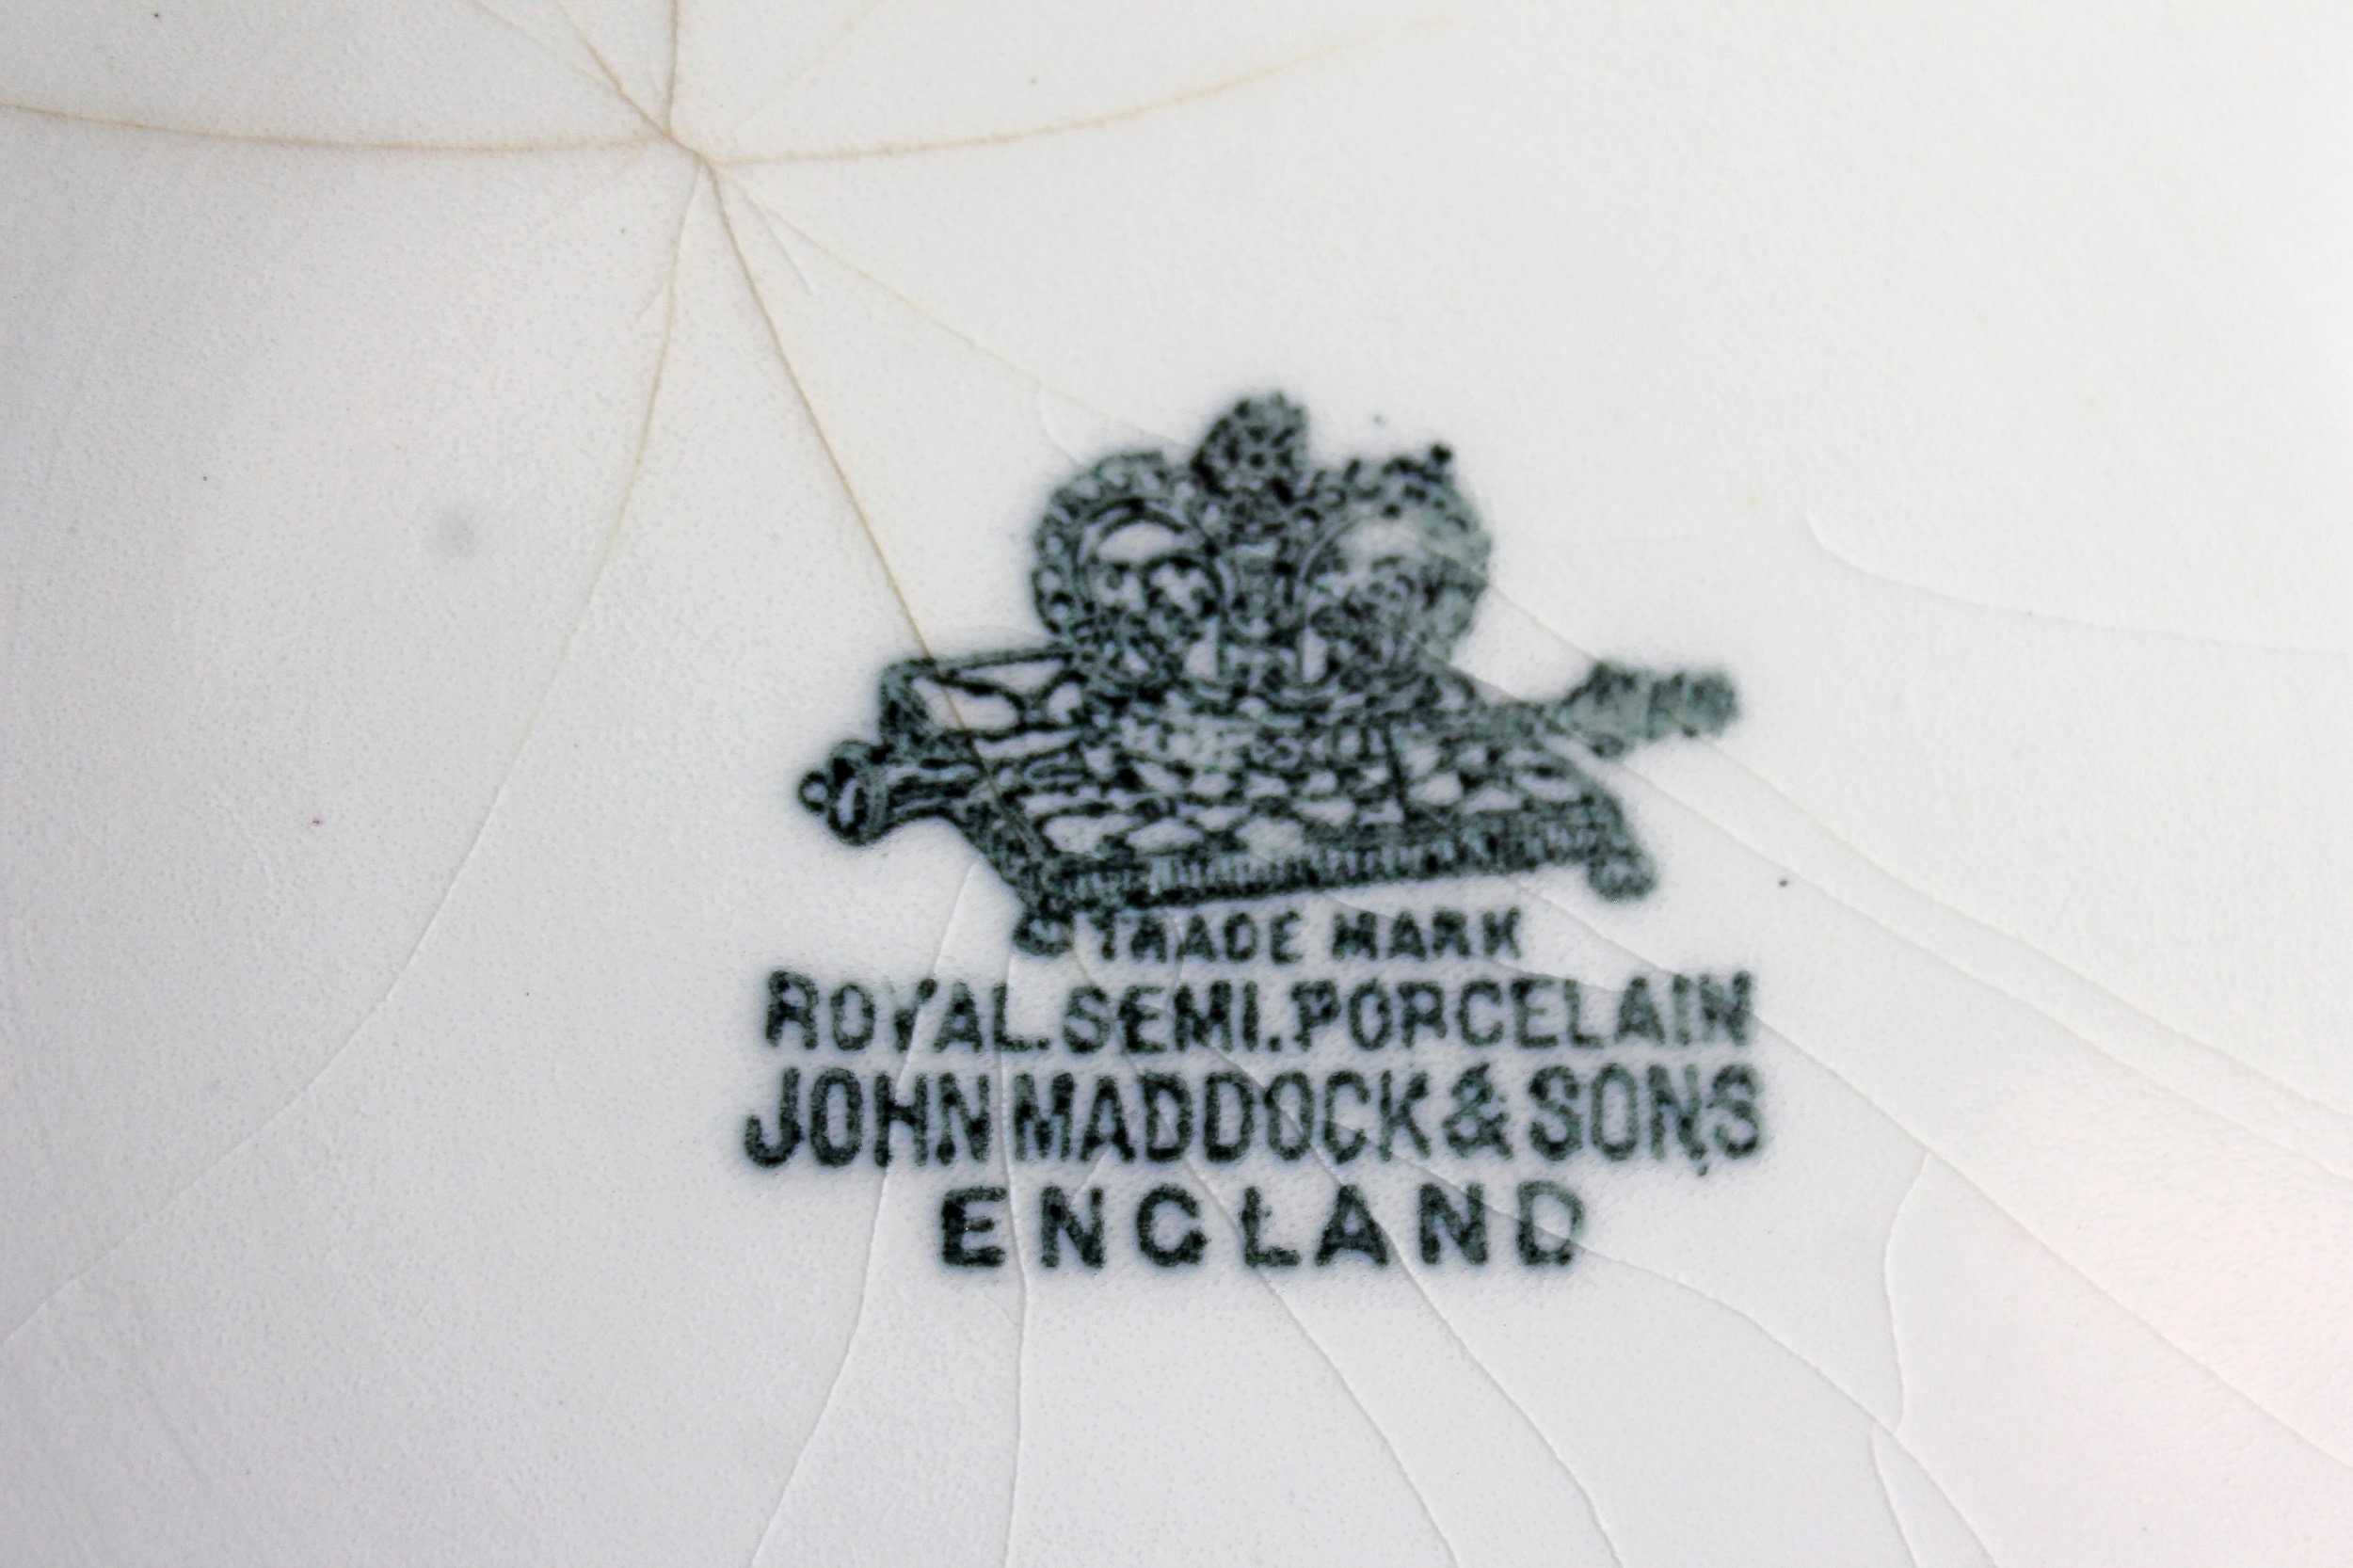 TRADE MARK
ROYAL.SEMI.PORCELAIN
JOHN MADDOCK & SONS
ENGLAND